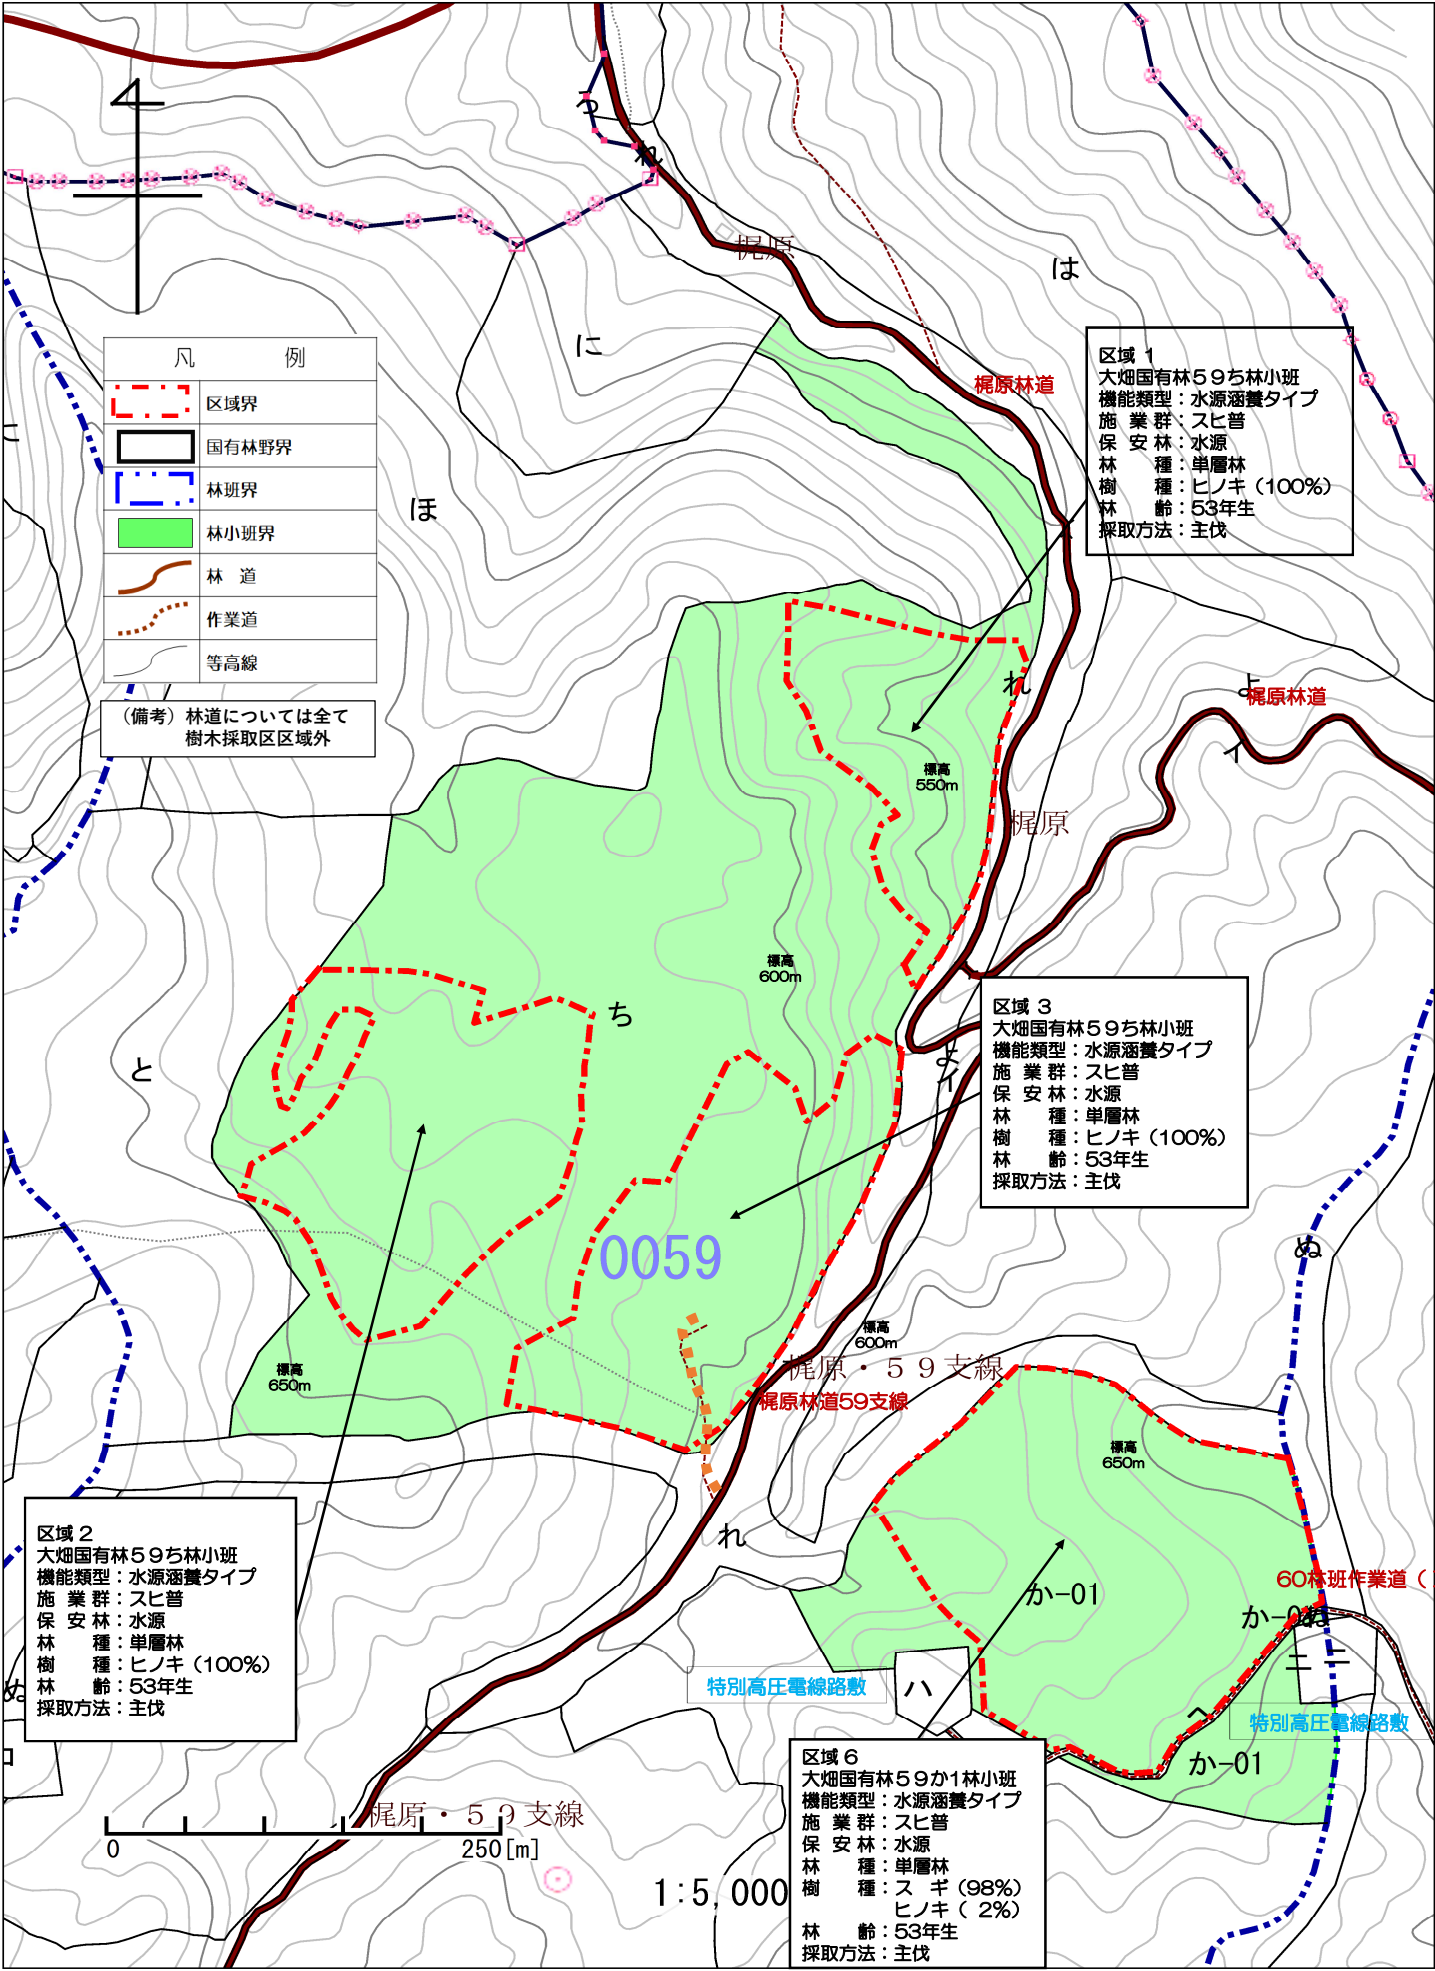 ろ
れ
梶原
は
に
凡　例
区域界
国有林野界
林班界
林小班界
林　道
作業道
等高線
（備考）林道については全て
樹木採取区区域外
ほ
梶原林道
区域 1
大畑国有林５９ち林小班
機能類型：水源涵養タイプ
施 業 群：スヒ普
保 安 林：水源
林　　種：単層林
樹　　種：ヒノキ（100%）
林　　齢：53年生
採取方法：主伐
れ
よ
梶原林道
イ
標高
550m
梶原
標高
600m
ち
と
区域 3
大畑国有林５９ち林小班
機能類型：水源涵養タイプ
施 業 群：スヒ普
保 安 林：水源
林　　種：単層林
樹　　種：ヒノキ（100%）
林　　齢：53年生
採取方法：主伐
よ
イ
0059
ぬ
標高
600m
標高
650m
梶原・５９支線
梶原林道59支線
標高
650m
区域 2
大畑国有林５９ち林小班
機能類型：水源涵養タイプ
施 業 群：スヒ普
保 安 林：水源
林　　種：単層林
樹　　種：ヒノキ（100%）
林　　齢：53年生
採取方法：主伐
れ
か-01
60林班作業道（
ぬ
ニ
ニ
特別高圧電線路敷
ハ
ヘ
特別高圧電線路敷
か-01
ぬ
ロ
区域 6
大畑国有林５９か1林小班
機能類型：水源涵養タイプ
施 業 群：スヒ普
保 安 林：水源
林　　種：単層林
樹　　種：ス　ギ（98%）
ヒノキ（ 2%）
林　　齢：53年生
採取方法：主伐
梶原・５９支線
0
250[m]
1:5,000